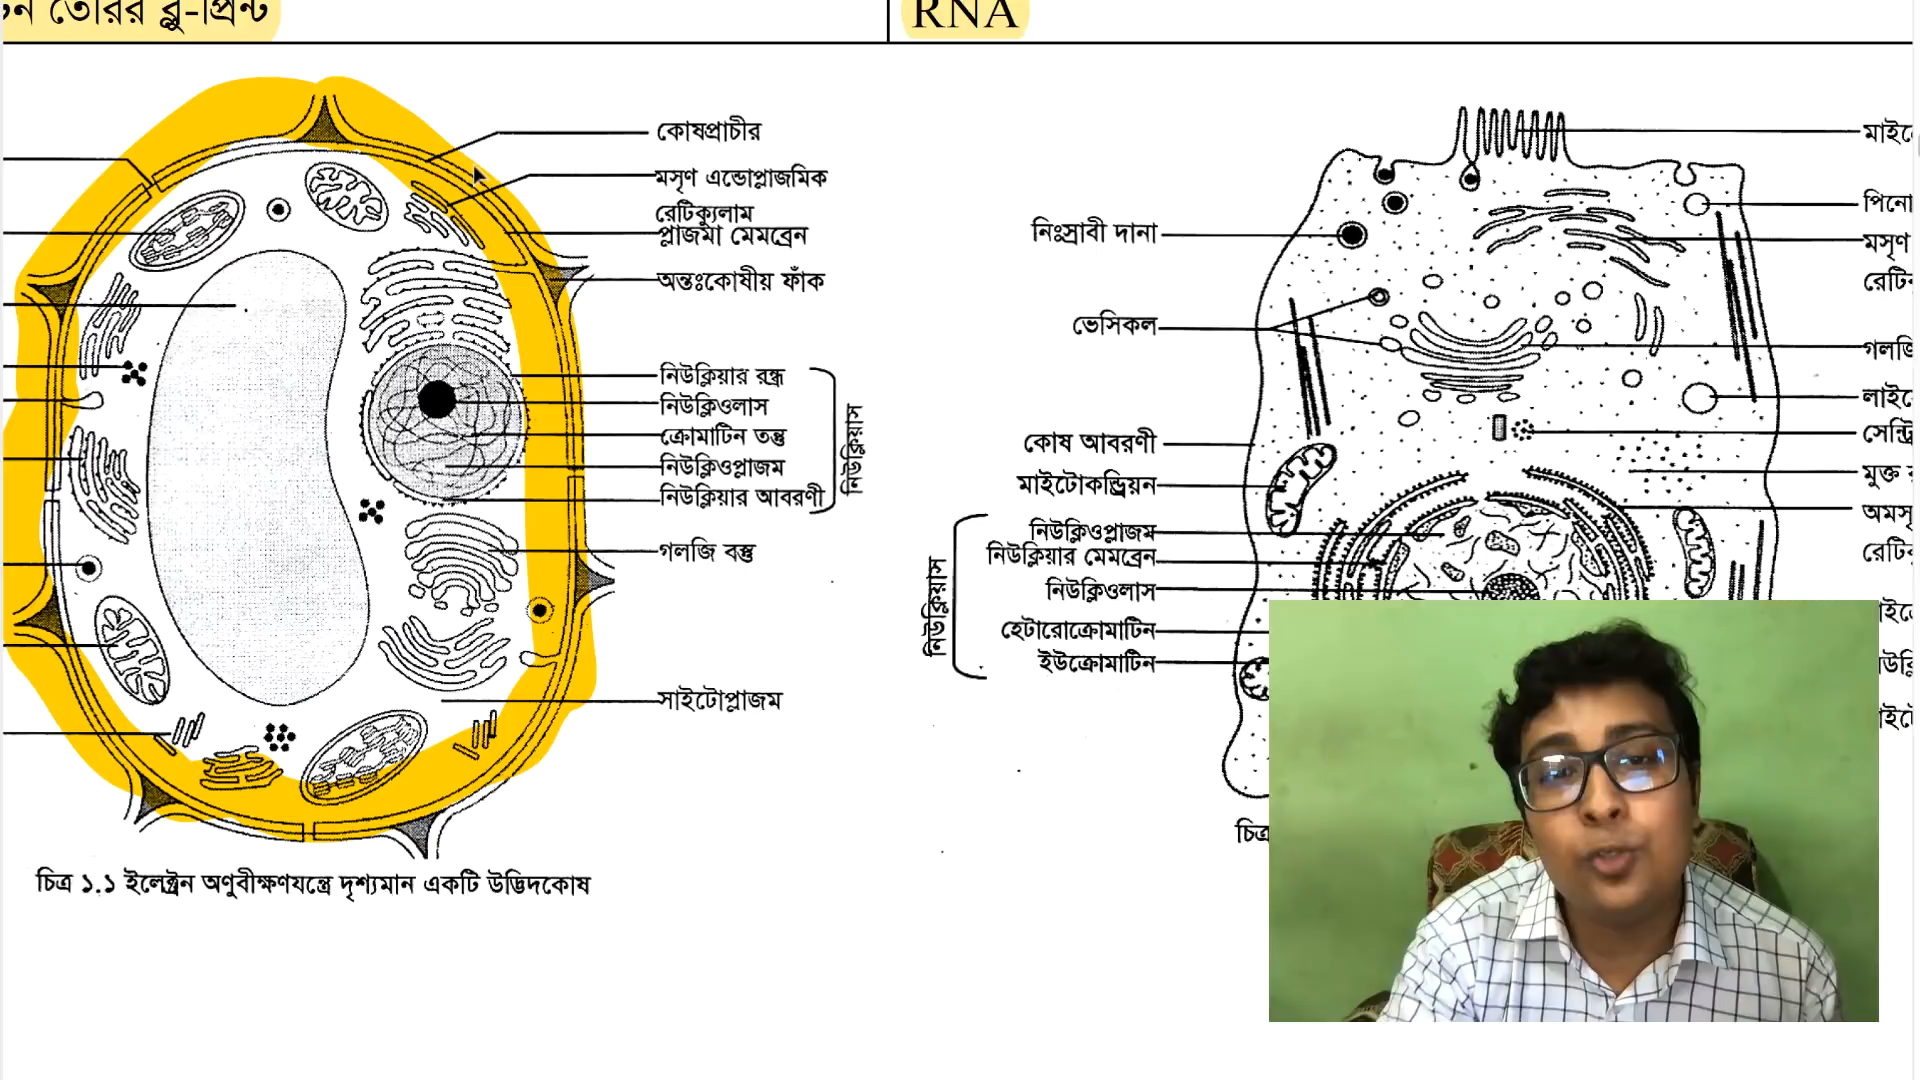 তৈরির ব্লু-প্রিন্ট
RNA
কোষপ্রাচীর
মসৃণ এন্ডোপ্লাজমিক
রেটিক্যুলাম
প্লাজমা মেমব্রেন
অন্তঃকোষীয় ফাঁক
নিউক্লিয়ার রন্ধ্র
নিউক্লিওলাস
ক্রোমাটিন তন্তু
নিউক্লিওপ্লাজম
নিউক্লিয়ার আবরণী
নিউক্লিয়াস
গলজি বস্তু
সাইটোপ্লাজম
চিত্র ১.১ ইলেক্ট্রন অণুবীক্ষণযন্ত্রে দৃশ্যমান একটি উদ্ভিদকোষ
নিঃস্রাবী দানা
ভেসিকল
কোষ আবরণী
মাইটোকন্ড্রিয়ন
নিউক্লিওপ্লাজম
নিউক্লিয়ার মেমব্রেন
নিউক্লিওলাস
হেটারোক্রোমাটিন
ইউক্রোমাটিন
নিউক্লিয়াস
মসৃণ
গলজি
মুক্ত
চিত্র